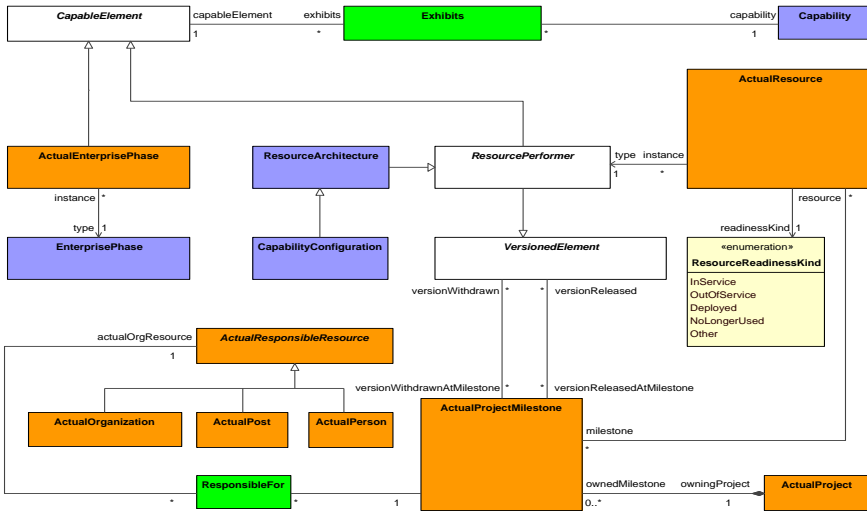 CapableElement
capableElement
exhibits
Exhibits
capability
Capability
1
*
*
1
ActualResource
ActualEnterprisePhase
ResourceArchitecture
ResourcePerformer
type
instance
1
*
instance
*
resource
*
type
1
readinessKind
1
EnterprisePhase
CapabilityConfiguration
VersionedElement
«enumeration»
ResourceReadinessKind
InService
OutOfService
Deployed
NoLongerUsed
Other
versionWithdrawn
*
*
versionReleased
actualOrgResource
1
ActualResponsibleResource
versionWithdrawnAtMilestone
*
*
versionReleasedAtMilestone
ActualOrganization
ActualPost
ActualPerson
ActualProjectMilestone
milestone
*
ResponsibleFor
ownedMilestone
owningProject
ActualProject
*
*
1
0..*
1